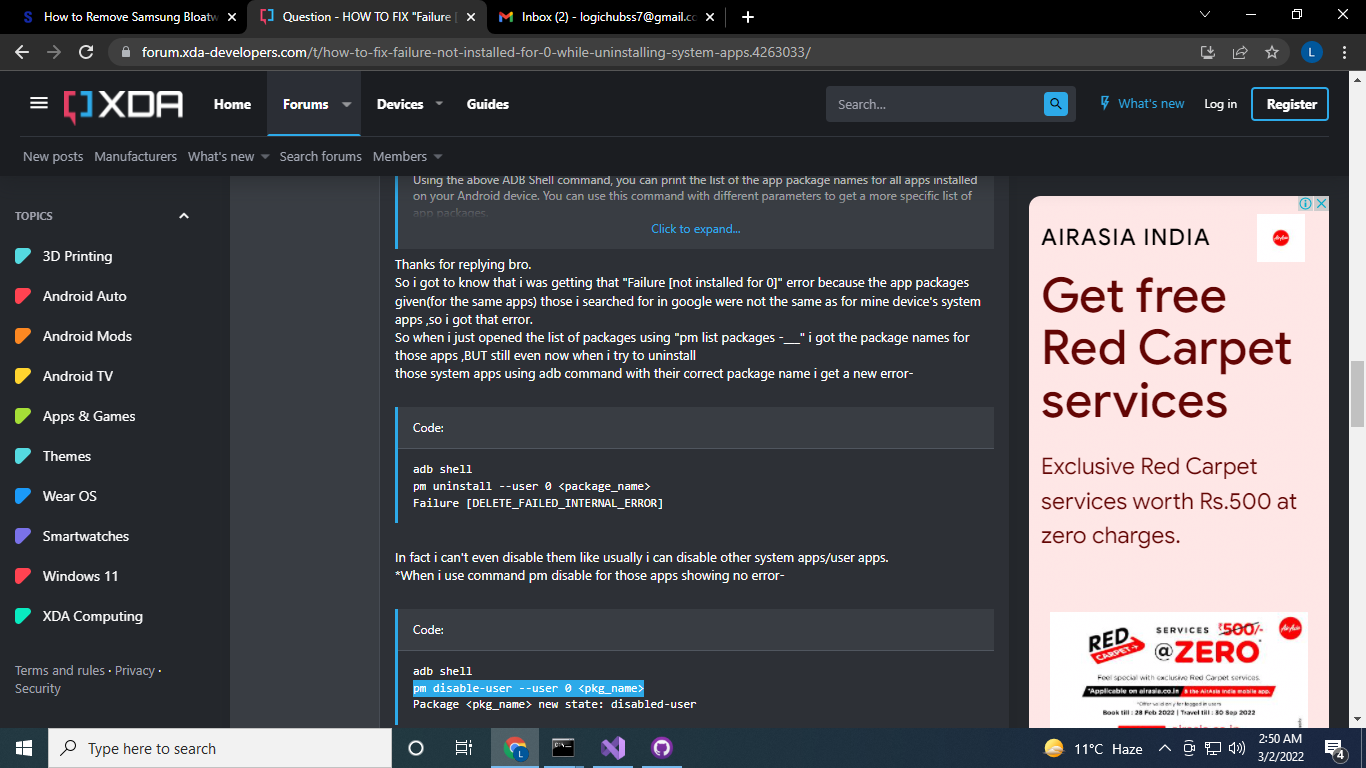 How to Remove Samsung Bloatw
Question - HOW TO FIX "Failure [
Inbox (2) - logichubss7@gmail.co
forum.xda-developers.com/t/how-to-fix-failure-not-installed-for-0-while-uninstalling-system-apps.4263033/
L
XDA
Home
Forums
Devices
Guides
Search...
What's new
Log in
Register
New posts
Manufacturers
What's new
Search forums
Members
TOPICS
3D Printing
Android Auto
Android Mods
Android TV
Apps & Games
Themes
Wear OS
Smartwatches
Windows 11
XDA Computing
Terms and rules · Privacy ·
Security
Using the above ADB Shell command, you can print the list of the app package names for all apps installed
on your Android device. You can use this command with different parameters to get a more specific list of
app packages.
Click to expand...
Thanks for replying bro.
So i got to know that i was getting that "Failure [not installed for 0]" error because the app packages
given(for the same apps) those i searched for in google were not the same as for mine device's system
apps ,so i got that error.
So when i just opened the list of packages using "pm list packages -___" i got the package names for
those apps ,BUT still even now when i try to uninstall
those system apps using adb command with their correct package name i get a new error-
Code:
adb shell
pm uninstall --user 0 <package_name>
Failure [DELETE_FAILED_INTERNAL_ERROR]
In fact i can't even disable them like usually i can disable other system apps/user apps.
*When i use command pm disable for those apps showing no error-
Code:
adb shell
pm disable-user --user 0 <pkg_name>
Package <pkg_name> new state: disabled-user
AIRASIA INDIA
Get free
Red Carpet
services
Exclusive Red Carpet
services worth Rs.500 at
zero charges.
RED CARPET
SERVICES ₹500/-
@ZERO
Feel special with exclusive Red Carpet services.
*Applicable on airasia.co.in & the AirAsia India mobile app.
*Offer valid only for logged in users
Book till : 28 Feb 2022 | Travel till : 30 Sep 2022
airasia.co.in
Type here to search
L
11°C Haze
2:50 AM
3/2/2022
4